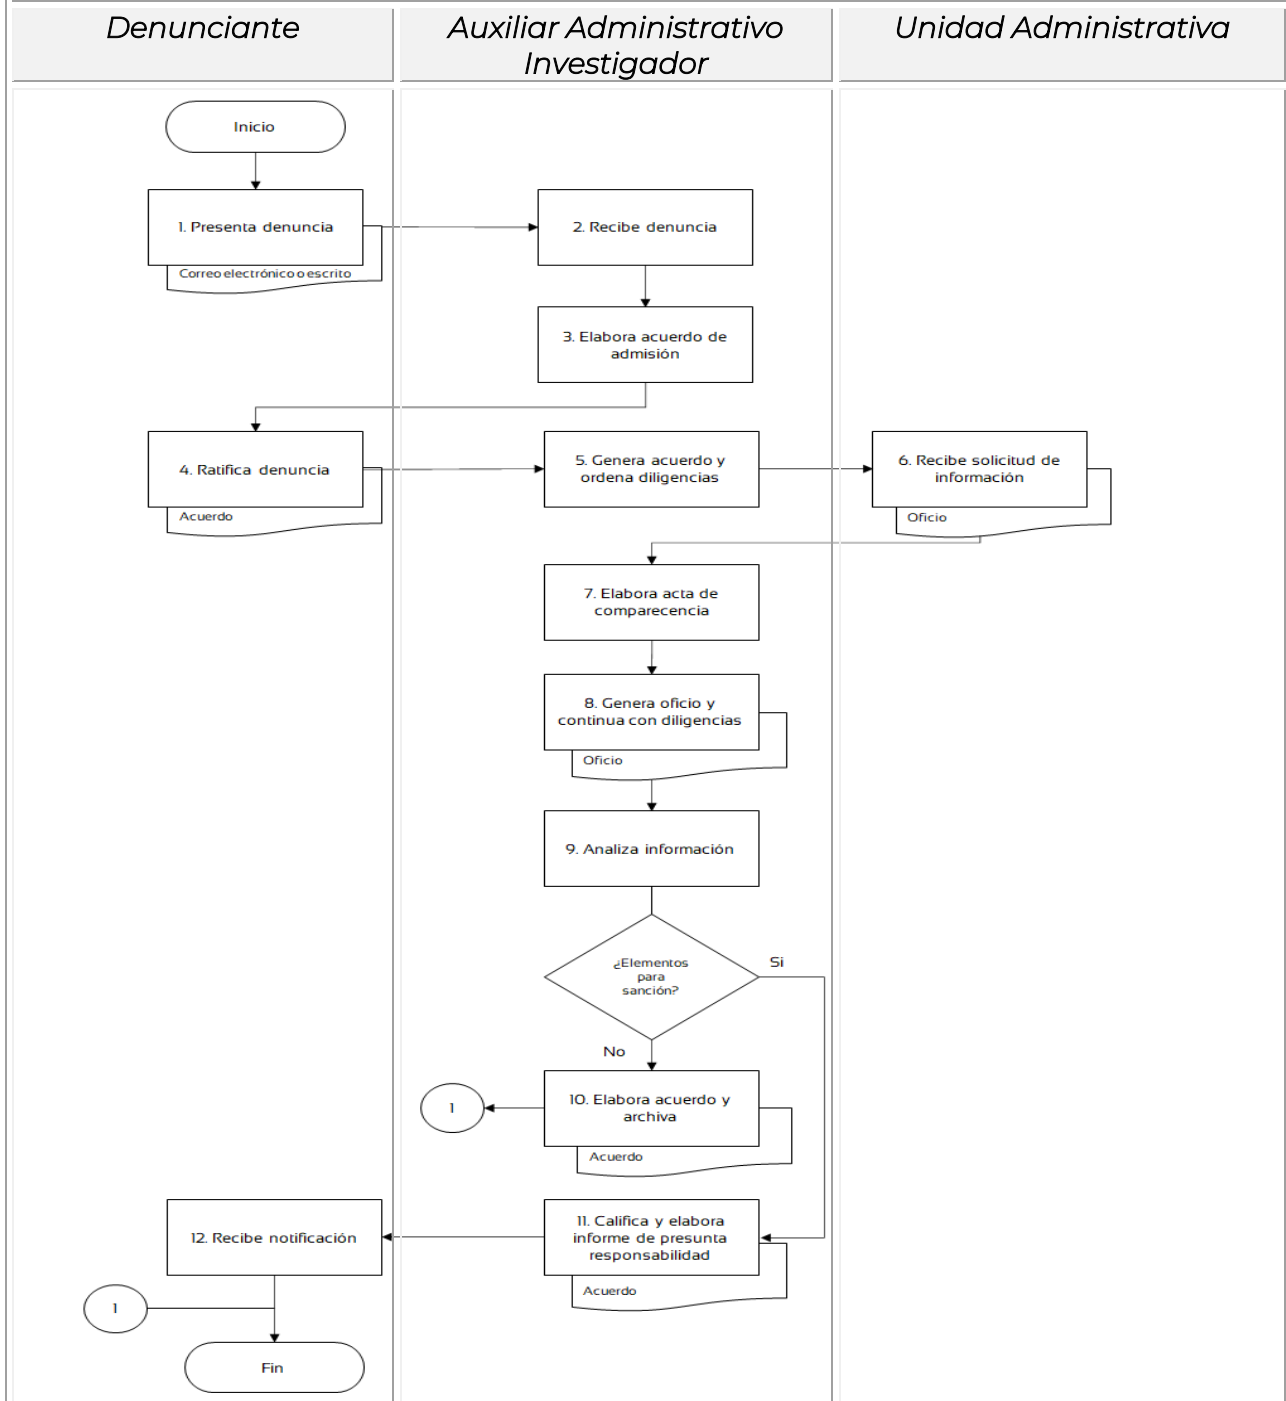 Denunciante
Auxiliar Administrativo
Investigador
Unidad Administrativa
Inicio
1. Presenta denuncia
Correo electrónico o escrito
2. Recibe denuncia
3. Elabora acuerdo de
admisión
4. Ratifica denuncia
Acuerdo
5. Genera acuerdo y
ordena diligencias
6. Recibe solicitud de
información
Oficio
7. Elabora acta de
comparecencia
8. Genera oficio y
continua con diligencias
Oficio
9. Analiza información
¿Elementos
para
sanción?
Si
No
10. Elabora acuerdo y
archiva
Acuerdo
1
11. Califica y elabora
informe de presunta
responsabilidad
Acuerdo
12. Recibe notificación
1
Fin